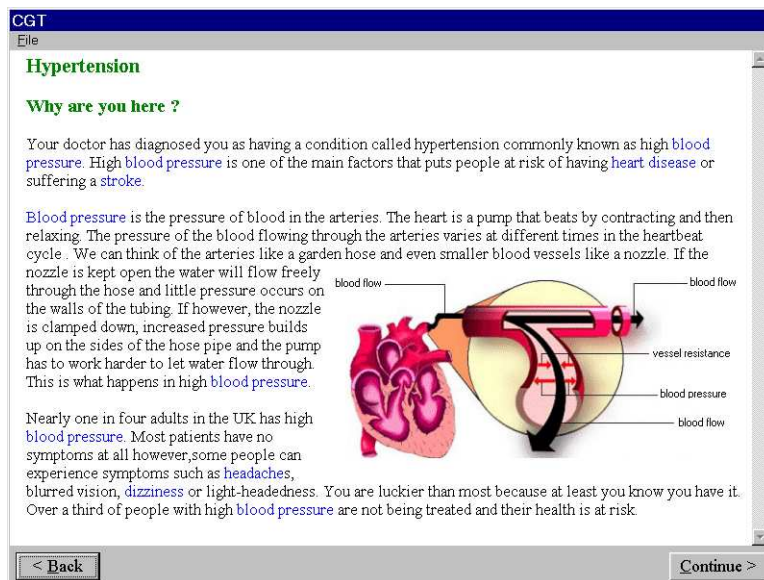 CGT
File
Hypertension
Why are you here ?
Your doctor has diagnosed you as having a condition called hypertension commonly known as high blood
pressure. High blood pressure is one of the main factors that puts people at risk of having heart disease or
suffering a stroke.
Blood pressure is the pressure of blood in the arteries. The heart is a pump that beats by contracting and then
relaxing. The pressure of the blood flowing through the arteries varies at different times in the heartbeat
cycle . We can think of the arteries like a garden hose and even smaller blood vessels like a nozzle. If the
nozzle is kept open the water will flow freely
through the hose and little pressure occurs on
the walls of the tubing. If however, the nozzle
is clamped down, increased pressure builds
up on the sides of the hose pipe and the pump
has to work harder to let water flow through.
This is what happens in high blood pressure.
blood flow
blood flow
vessel resistance
blood pressure
blood flow
Nearly one in four adults in the UK has high
blood pressure. Most patients have no
symptoms at all however,some people can
experience symptoms such as headaches,
blurred vision, dizziness or light-headedness. You are luckier than most because at least you know you have it.
Over a third of people with high blood pressure are not being treated and their health is at risk.
< Back
Continue >